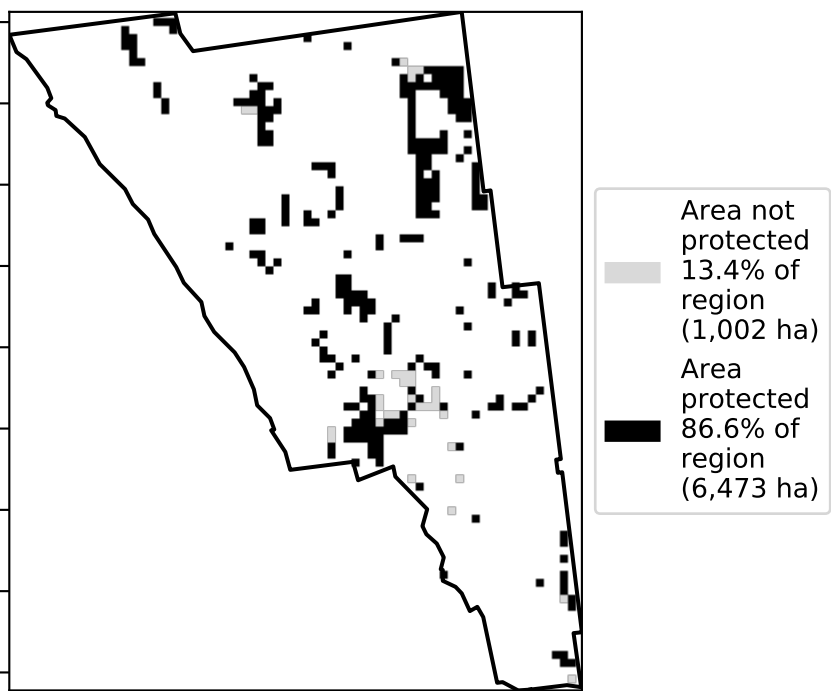 Area not
protected
13.4% of
region
(1,002 ha)
Area
protected
86.6% of
region
(6,473 ha)